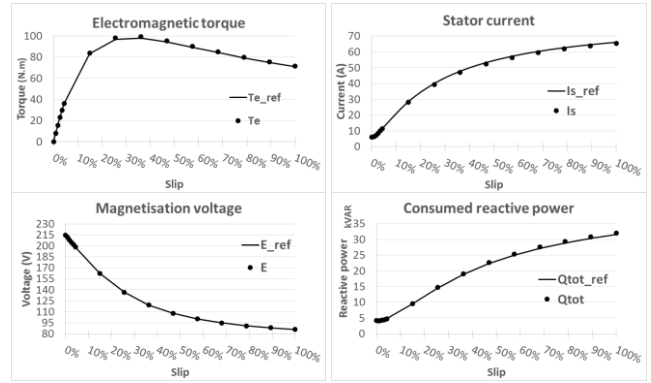 Electromagnetic torque
Torque (N.m)
120
100
80
60
40
20
0
Te_ref
Te
0% 10% 20% 30% 40% 50% 60% 70% 80% 90% 100%
Slip
Stator current
Current (A)
70
60
50
40
30
20
10
0
Is_ref
Is
0% 10% 20% 30% 40% 50% 60% 70% 80% 90% 100%
Slip
Magnetisation voltage
Voltage (V)
230
215
200
185
170
155
140
125
110
95
80
E_ref
E
0% 10% 20% 30% 40% 50% 60% 70% 80% 90% 100%
Slip
Consumed reactive power
Reactive power
kVAR
35
30
25
20
15
10
5
0
Qtot_ref
Qtot
0% 10% 20% 30% 40% 50% 60% 70% 80% 90% 100%
Slip